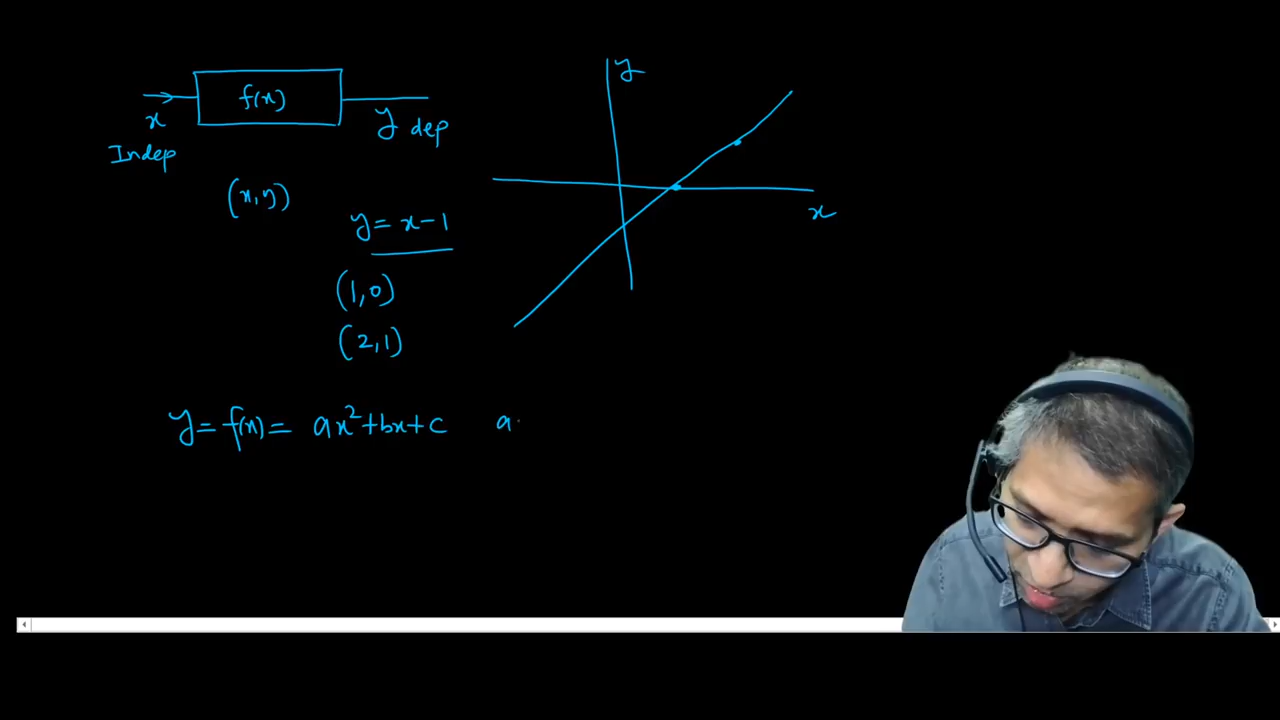 f(x)
x
Indep
y dep
(x,y)
y = x-1
(1,0)
(2,1)
y
x
y = f(x) = ax²+bx+c a